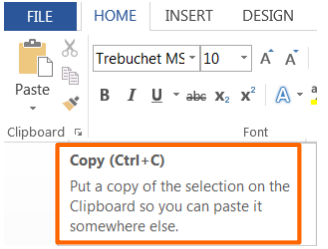 FILE HOME INSERT DESIGN
Trebuchet MS 10 A A
Paste
B I U abc X2 X2 A
Clipboard Font
Copy (Ctrl+C)
Put a copy of the selection on the
Clipboard so you can paste it
somewhere else.